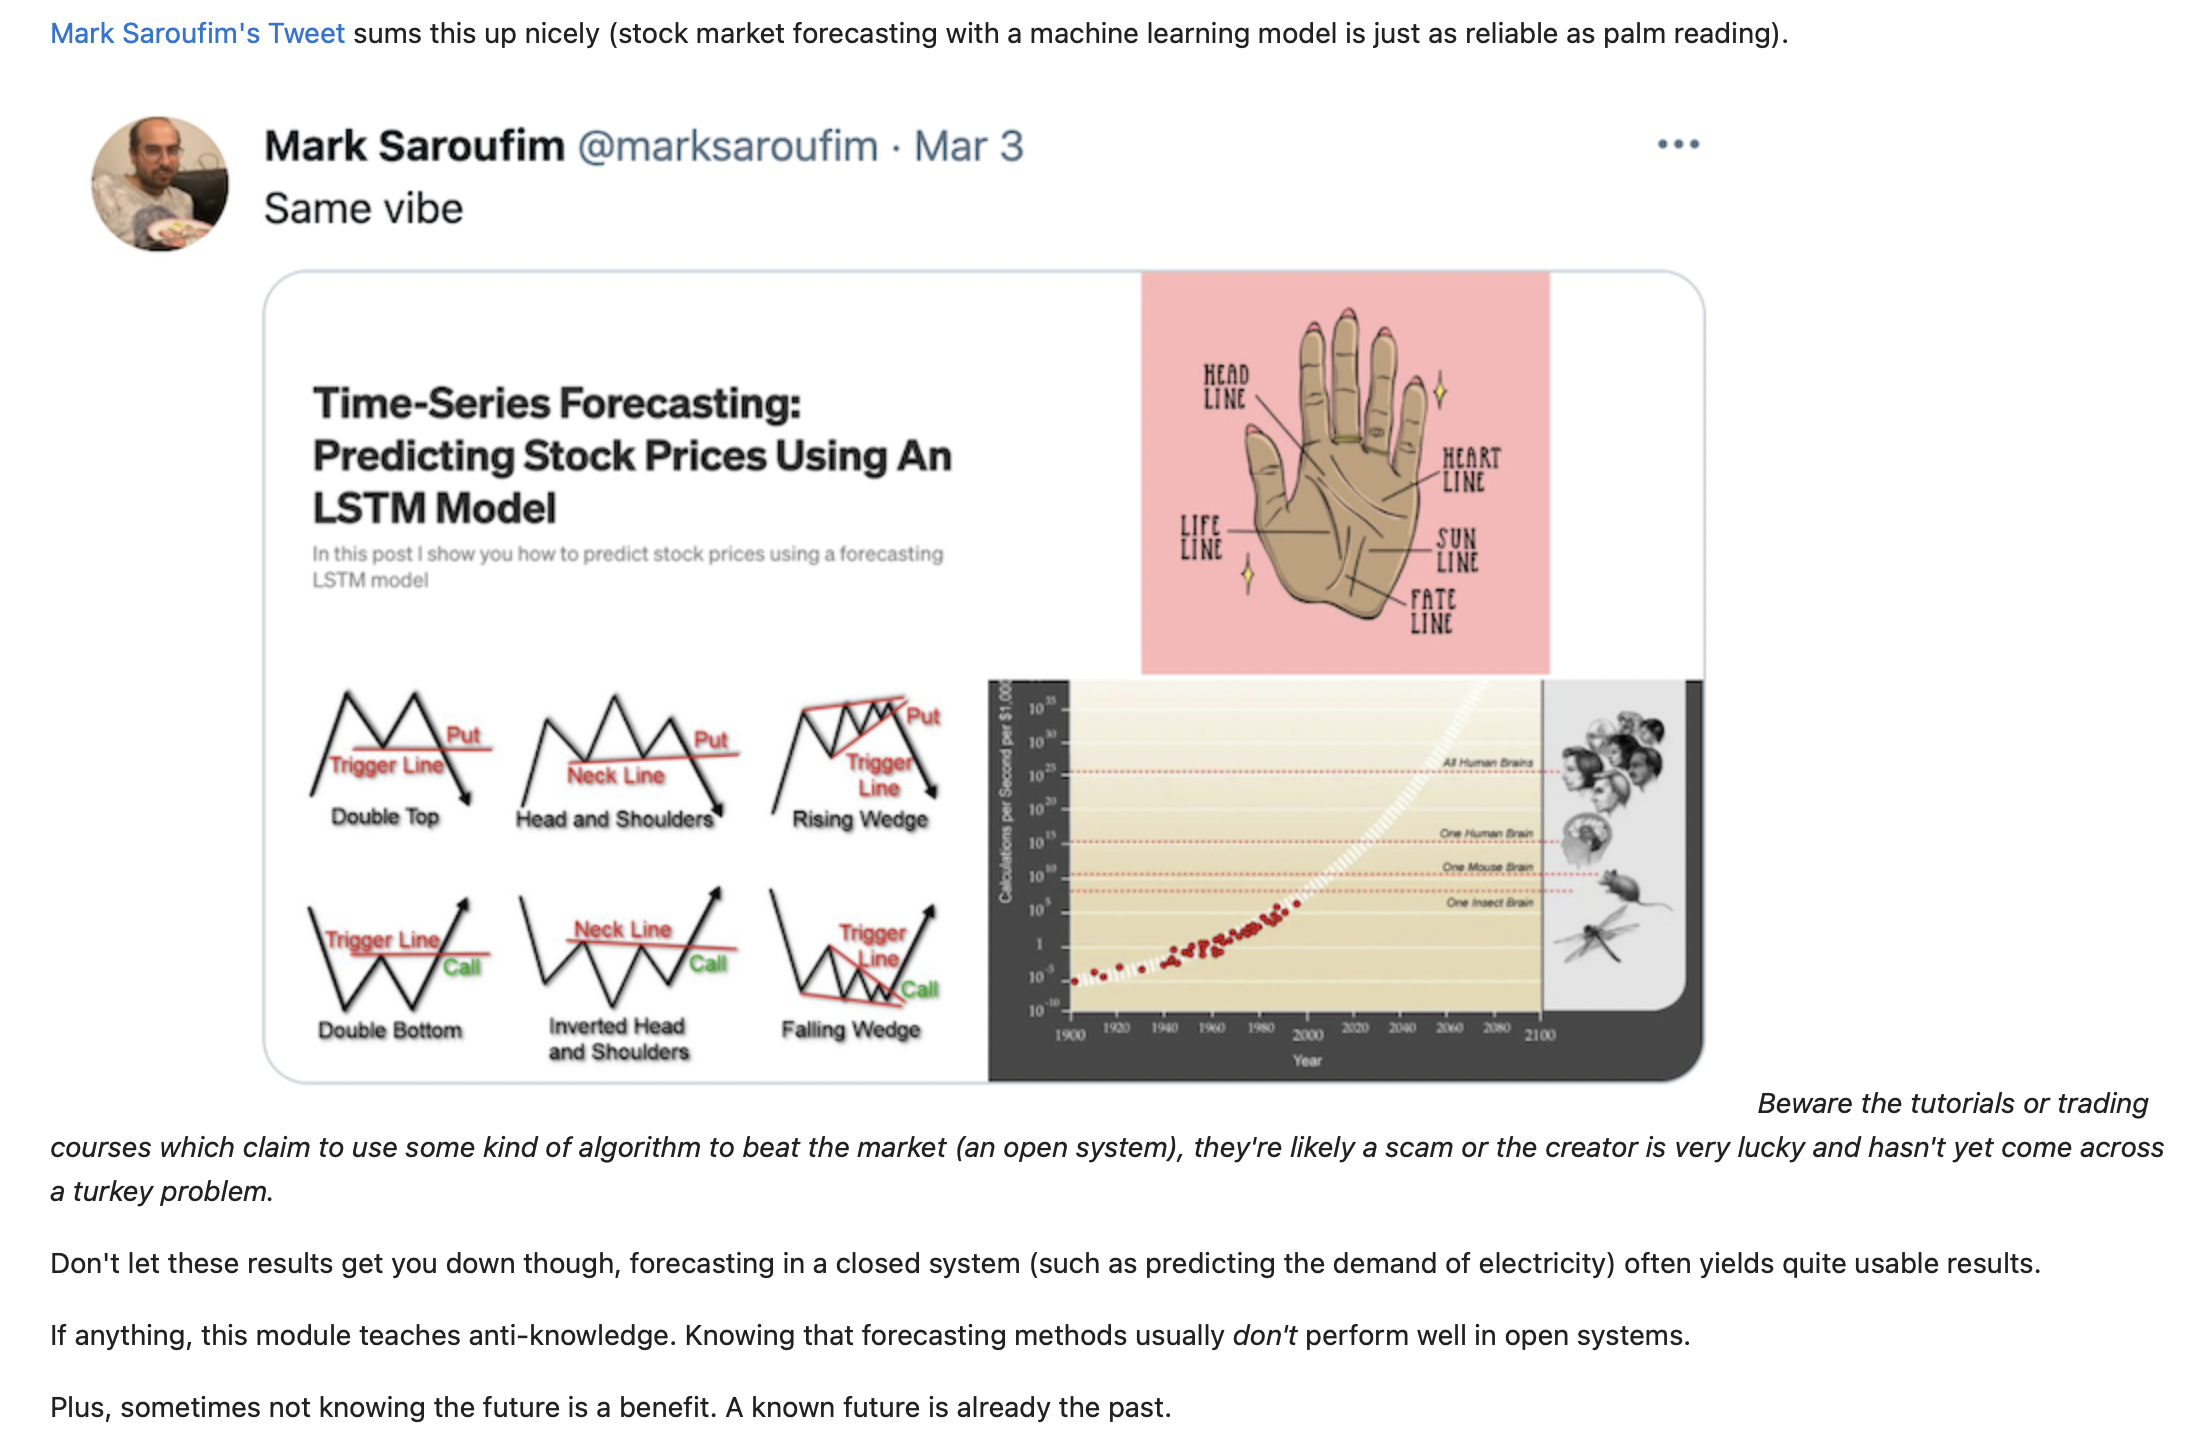 Mark Saroufim's Tweet sums this up nicely (stock market forecasting with a machine learning model is just as reliable as palm reading).
Mark Saroufim @marksaroufim · Mar 3
Same vibe
Time-Series Forecasting:
Predicting Stock Prices Using An
LSTM Model
In this post I show you how to predict stock prices using a forecasting
LSTM model
HEAD
LINE
HEART
LINE
LIFE
LINE
SUN
LINE
FATE
LINE
Put
Trigger Line
Double Top
Put
Neck Line
Head and Shoulders
Put
Trigger
Line
Rising Wedge
Trigger Line
Call
Double Bottom
Neck Line
Call
Inverted Head
and Shoulders
Trigger
Line
Call
Falling Wedge
Calculations per Second per $1,000
10^35
10^30
10^25
10^20
10^15
10^10
10^5
1
10^-5
10^-10
All Human Brains
One Human Brain
One Mouse Brain
One Insect Brain
1900 1920 1940 1960 1980 2000 2020 2040 2060 2080 2100
Year
Beware the tutorials or trading
courses which claim to use some kind of algorithm to beat the market (an open system), they're likely a scam or the creator is very lucky and hasn't yet come across
a turkey problem.
Don't let these results get you down though, forecasting in a closed system (such as predicting the demand of electricity) often yields quite usable results.
If anything, this module teaches anti-knowledge. Knowing that forecasting methods usually don't perform well in open systems.
Plus, sometimes not knowing the future is a benefit. A known future is already the past.